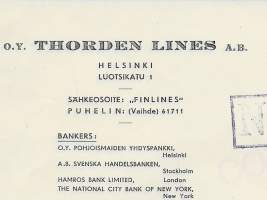 O.Y. THORDEN LINES A.B.
HELSINKI
LUOTSIKATU 1
SÄHKEOSOITE: „FINLINES"
PUHELIN: (Vaihde) 61711
BANKERS:
O.Y. POHJOISMAIDEN YHDYSPANKKI,
Helsinki
A.B. SVENSKA HANDELSBANKEN,
Stockholm
HAMROS BANK LIMITED, London
THE NATIONAL CITY BANK OF NEW YORK,
New York